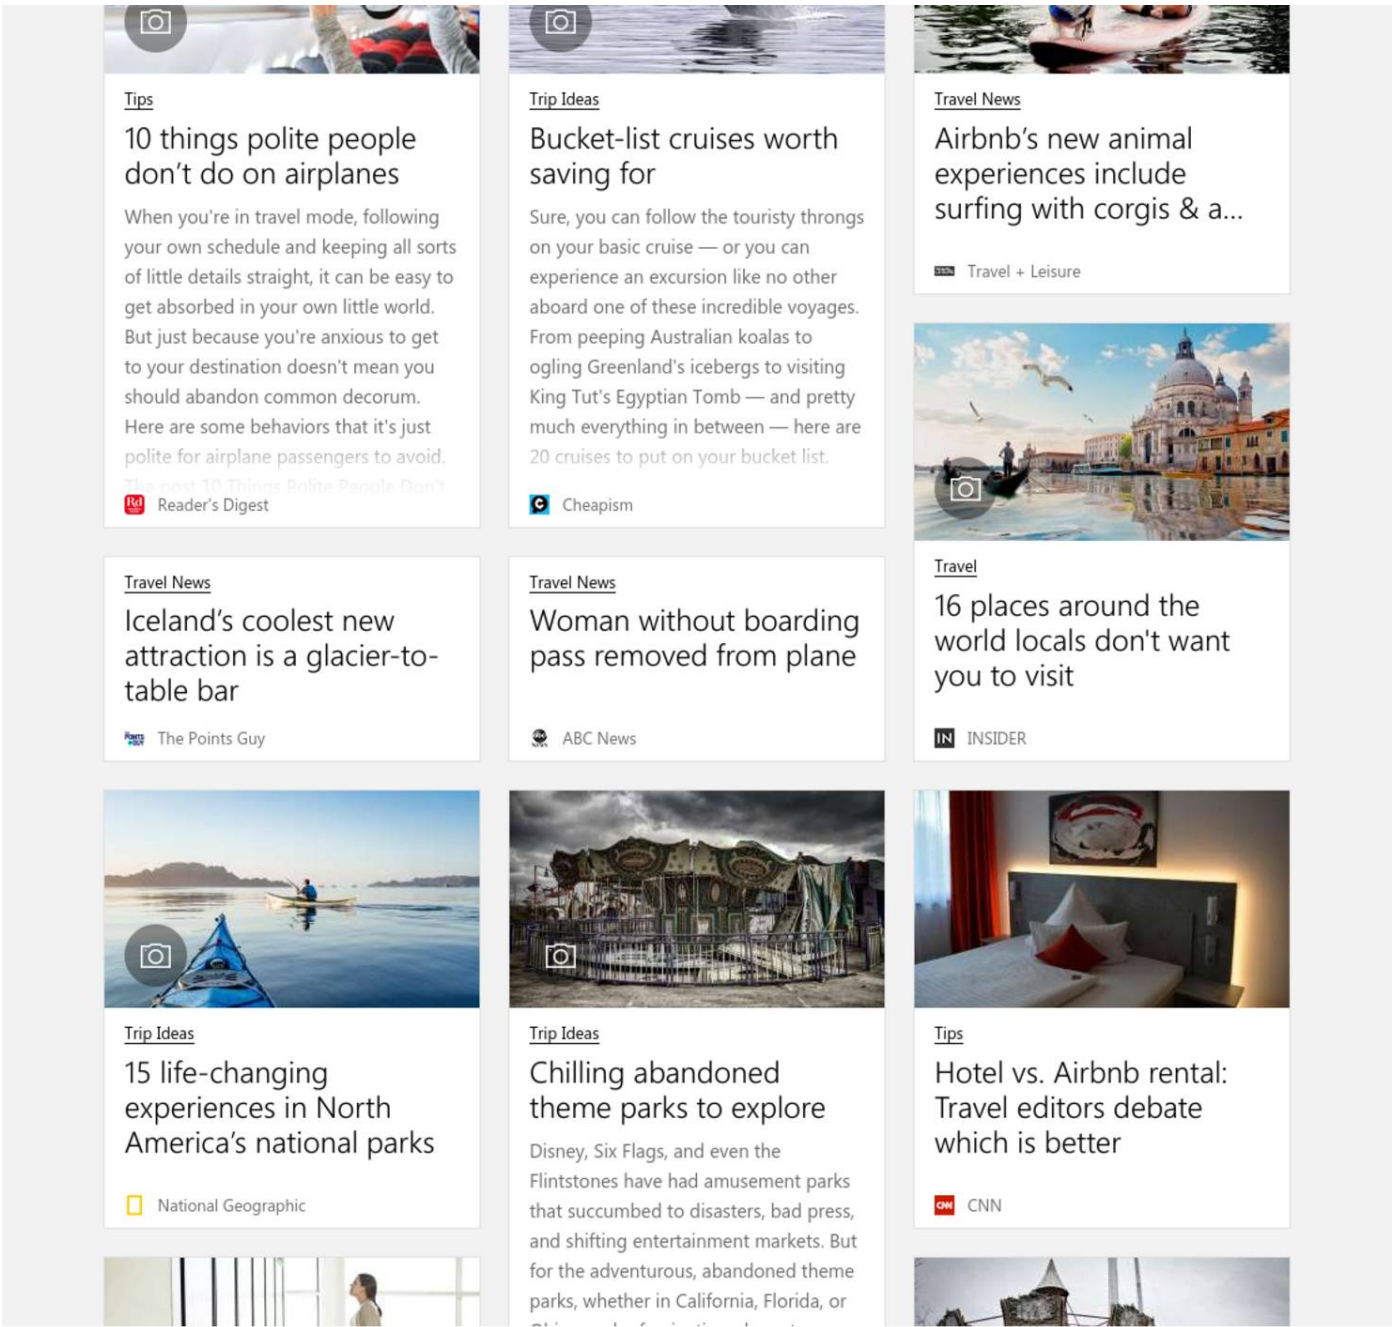 Tips
10 things polite people
don't do on airplanes
When you're in travel mode, following
your own schedule and keeping all sorts
of little details straight, it can be easy to
get absorbed in your own little world.
But just because you're anxious to get
to your destination doesn't mean you
should abandon common decorum.
Here are some behaviors that it's just
polite for airplane passengers to avoid.
The post 10 Things Polite People Don't
Rd
Reader's Digest
Trip Ideas
Bucket-list cruises worth
saving for
Sure, you can follow the touristy throngs
on your basic cruise — or you can
experience an excursion like no other
aboard one of these incredible voyages.
From peeping Australian koalas to
ogling Greenland's icebergs to visiting
King Tut's Egyptian Tomb — and pretty
much everything in between — here are
20 cruises to put on your bucket list.
Cheapism
Travel News
Airbnb's new animal
experiences include
surfing with corgis & a...
Travel + Leisure
Travel
16 places around the
world locals don't want
you to visit
IN INSIDER
Travel News
Iceland's coolest new
attraction is a glacier-to-
table bar
The Points Guy
Travel News
Woman without boarding
pass removed from plane
ABC News
Trip Ideas
15 life-changing
experiences in North
America's national parks
National Geographic
Trip Ideas
Chilling abandoned
theme parks to explore
Disney, Six Flags, and even the
Flintstones have had amusement parks
that succumbed to disasters, bad press,
and shifting entertainment markets. But
for the adventurous, abandoned theme
parks, whether in California, Florida, or
Tips
Hotel vs. Airbnb rental:
Travel editors debate
which is better
CNN CNN